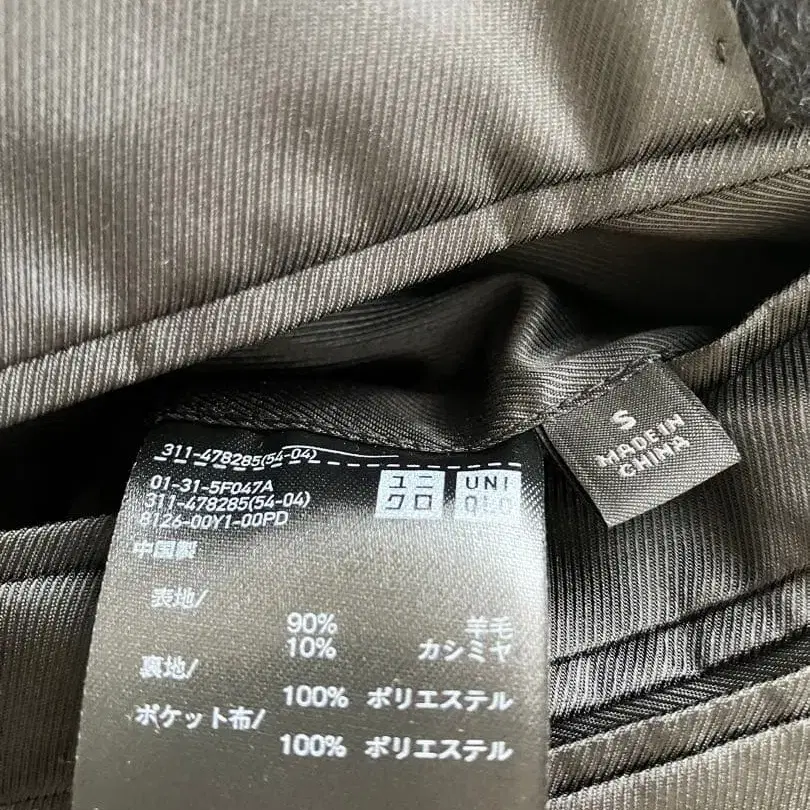 311-478285(54-04)
01-31-5F047A
311-478285(54-04)
8126-00Y1-00PD
ユニ
クロ
UNI
QLO
S
MADE IN
CHINA
中国製
表地/
90% 羊毛
10% カシミヤ
裏地/
100% ポリエステル
ポケット布/
100% ポリエステル